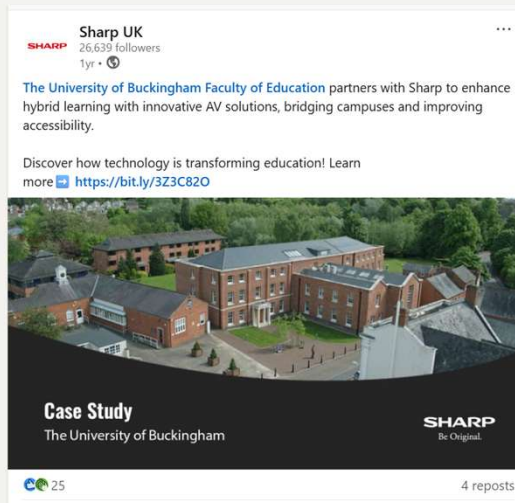 Sharp UK
SHARP
26,639 followers
1yr •
The University of Buckingham Faculty of Education partners with Sharp to enhance
hybrid learning with innovative AV solutions, bridging campuses and improving
accessibility.
Discover how technology is transforming education! Learn
more➡️ https://bit.ly/3Z3C82O
Case Study
The University of Buckingham
SHARP
Be Original.
25
4 reposts